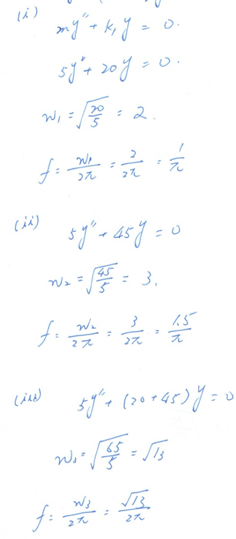 (i) my'' + k₁y = 0.
5y'' + 20y = 0.
w₁ = √(20/5) = 2.
f = w₁/2π = 2/2π = 1/π
(ii) 5y'' + 45y = 0
w₂ = √(45/5) = 3.
f = w₂/2π = 3/2π = 1.5/π
(iii) 5y'' + (20+45)y = 0
w₃ = √(65/5) = √13
f = w₃/2π = √13/2π